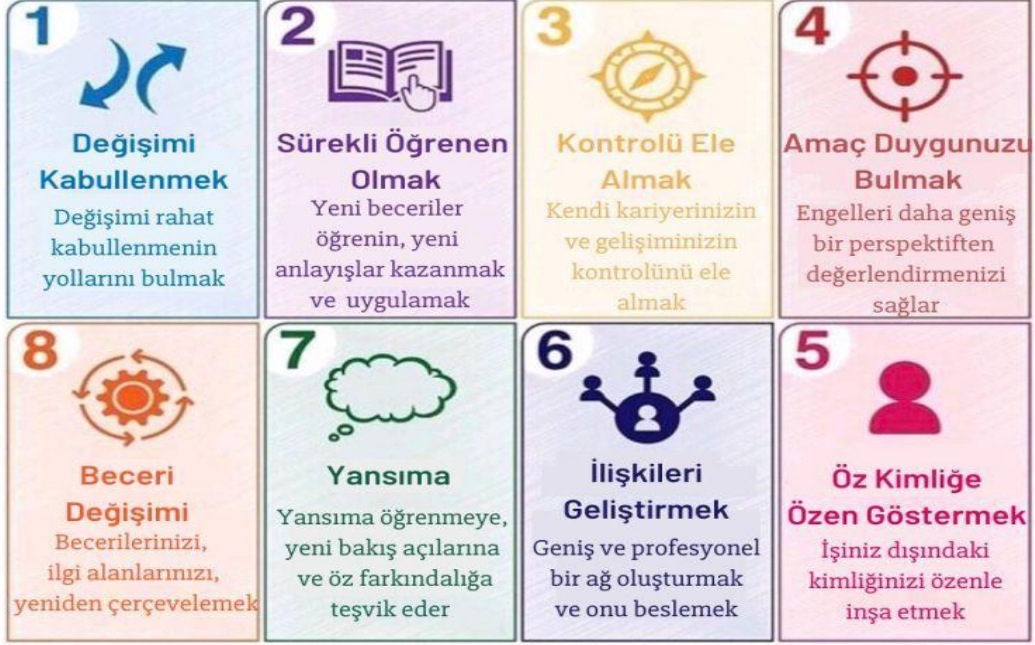 1
Değişimi
Kabullenmek
Değişimi rahat
kabullenmenin
yollarını bulmak
2
Sürekli Öğrenen
Olmak
Yeni beceriler
öğrenin, yeni
anlayışlar kazanmak
ve uygulamak
3
Kontrolü Ele
Almak
Kendi kariyerinizin
ve gelişiminizin
kontrolünü ele
almak
4
Amaç Duygunuzu
Bulmak
Engelleri daha geniş
bir perspektiften
değerlendirmenizi
sağlar
8
Beceri
Değişimi
Becerilerinizi,
ilgi alanlarınızı,
yeniden çerçevelemek
7
Yansıma
Yansıma öğrenmeye,
yeni bakış açılarına
ve öz farkındalığa
teşvik eder
6
İlişkileri
Geliştirmek
Geniş ve profesyonel
bir ağ oluşturmak
ve onu beslemek
5
Öz Kimliğe
Özen Göstermek
İşiniz dışındaki
kimliğinizi özenle
inşa etmek